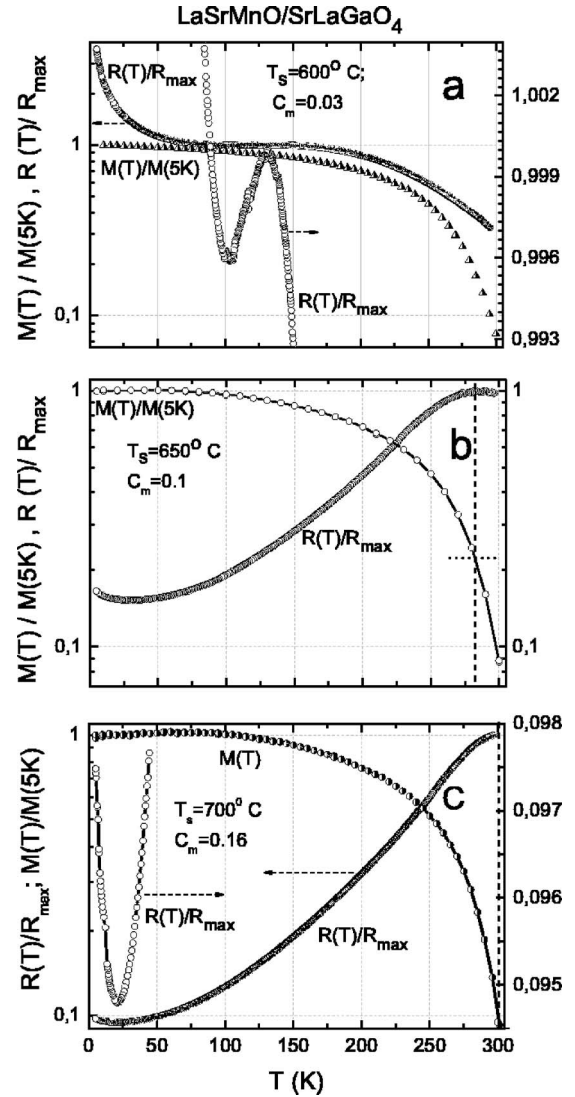 LaSrMnO/SrLaGaO4
M(T) / M(5K) , R (T)/ Rmax
R(T)/Rmax
TS=600o C;
Cm=0.03
a
M(T)/M(5K)
R(T)/Rmax
1
0,1
1,002
0,999
0,996
0,993
M(T) / M(5K) , R (T)/ Rmax
M(T)/M(5K)
TS=650o C
Cm=0.1
b
R(T)/Rmax
1
0,1
1
0,1
R(T)/Rmax; M(T)/M(5K)
M(T)
Ts=700o C
Cm=0.16
C
R(T)/Rmax
R(T)/Rmax
1
0,1
0,098
0,097
0,096
0,095
0 50 100 150 200 250 300
T (K)